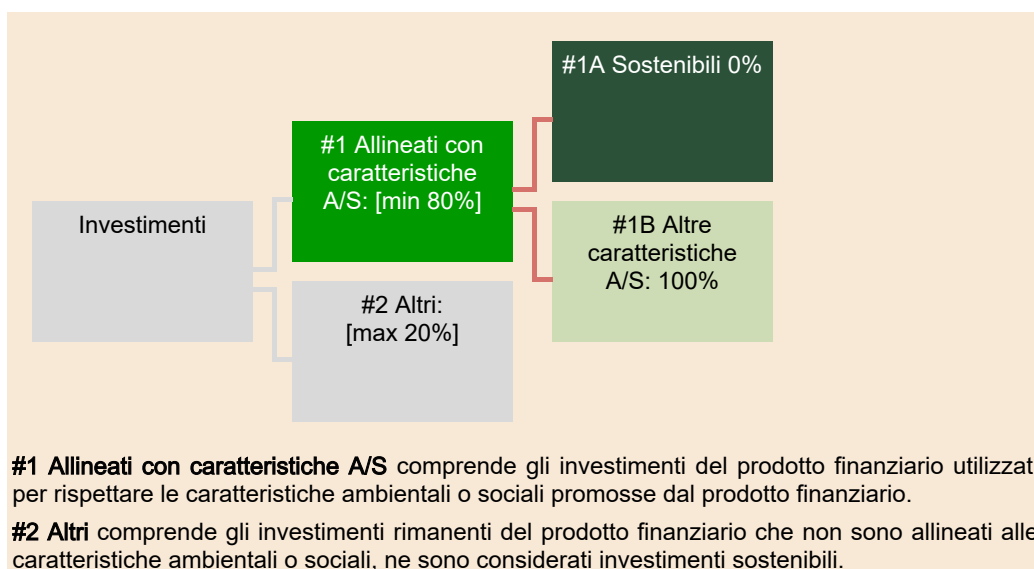 #1A Sostenibili 0%
#1 Allineati con
caratteristiche
A/S: [min 80%]
Investimenti
#1B Altre
caratteristiche
A/S: 100%
#2 Altri:
[max 20%]
#1 Allineati con caratteristiche A/S comprende gli investimenti del prodotto finanziario utilizzat
per rispettare le caratteristiche ambientali o sociali promosse dal prodotto finanziario.
#2 Altri comprende gli investimenti rimanenti del prodotto finanziario che non sono allineati alle
caratteristiche ambientali o sociali, ne sono considerati investimenti sostenibili.